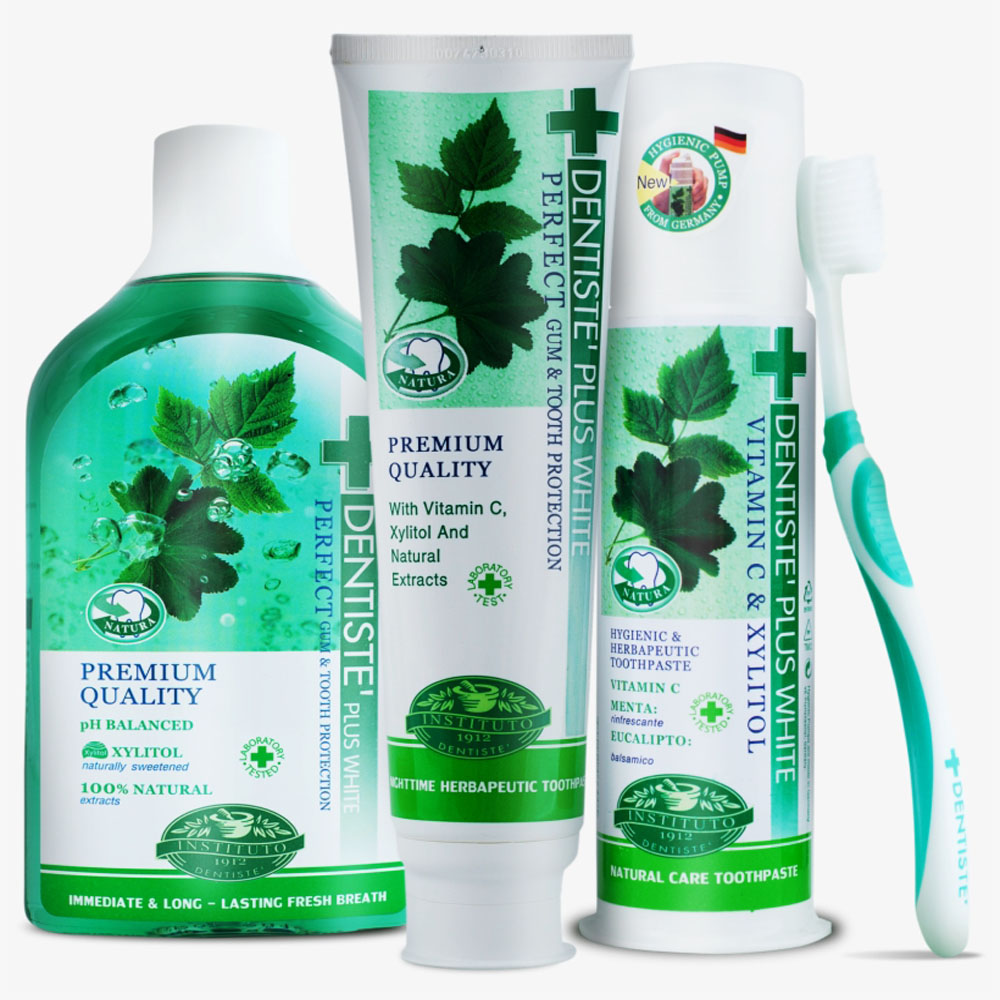 DENTISTE' PLUS WHITE
PERFECT GUM & TOOTH PROTECTION
NATURA
PREMIUM
QUALITY
pH BALANCED
Xylitol
XYLITOL
naturally sweetened
100% NATURAL
extracts
LABORATORY
TESTED
INSTITUTO
1912
DENTISTE'
IMMEDIATE & LONG - LASTING FRESH BREATH
DENTISTE' PLUS WHITE
PERFECT GUM & TOOTH PROTECTION
NATURA
PREMIUM
QUALITY
With Vitamin C,
Xylitol And
Natural
Extracts
LABORATORY
TEST
INSTITUTO
1912
DENTISTE'
NIGHTTIME HERBAPEUTIC TOOTHPAS
HYGIENIC PUMP
New!
FROM GERMANY
DENTISTE' PLUS WHITE
VITAMIN C & XYLITOL
NATURA
HYGIENIC &
HERBAPEUTIC
TOOTHPASTE
VITAMIN C
MENTA:
rinfrescante
EUCALIPTO:
balsamico
LABORATORY
TESTED
INSTITUTO
1912
DENTISTE'
NATURAL CARE TOOTHPASTE
DENTISTE'